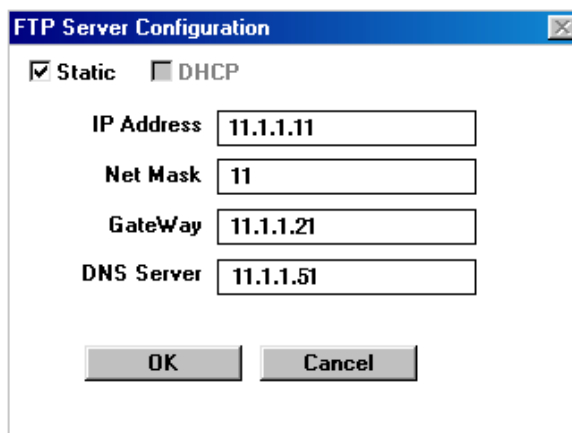 FTP Server Configuration
Static DHCP
IP Address 11.1.1.11
Net Mask 11
GateWay 11.1.1.21
DNS Server 11.1.1.51
OK Cancel